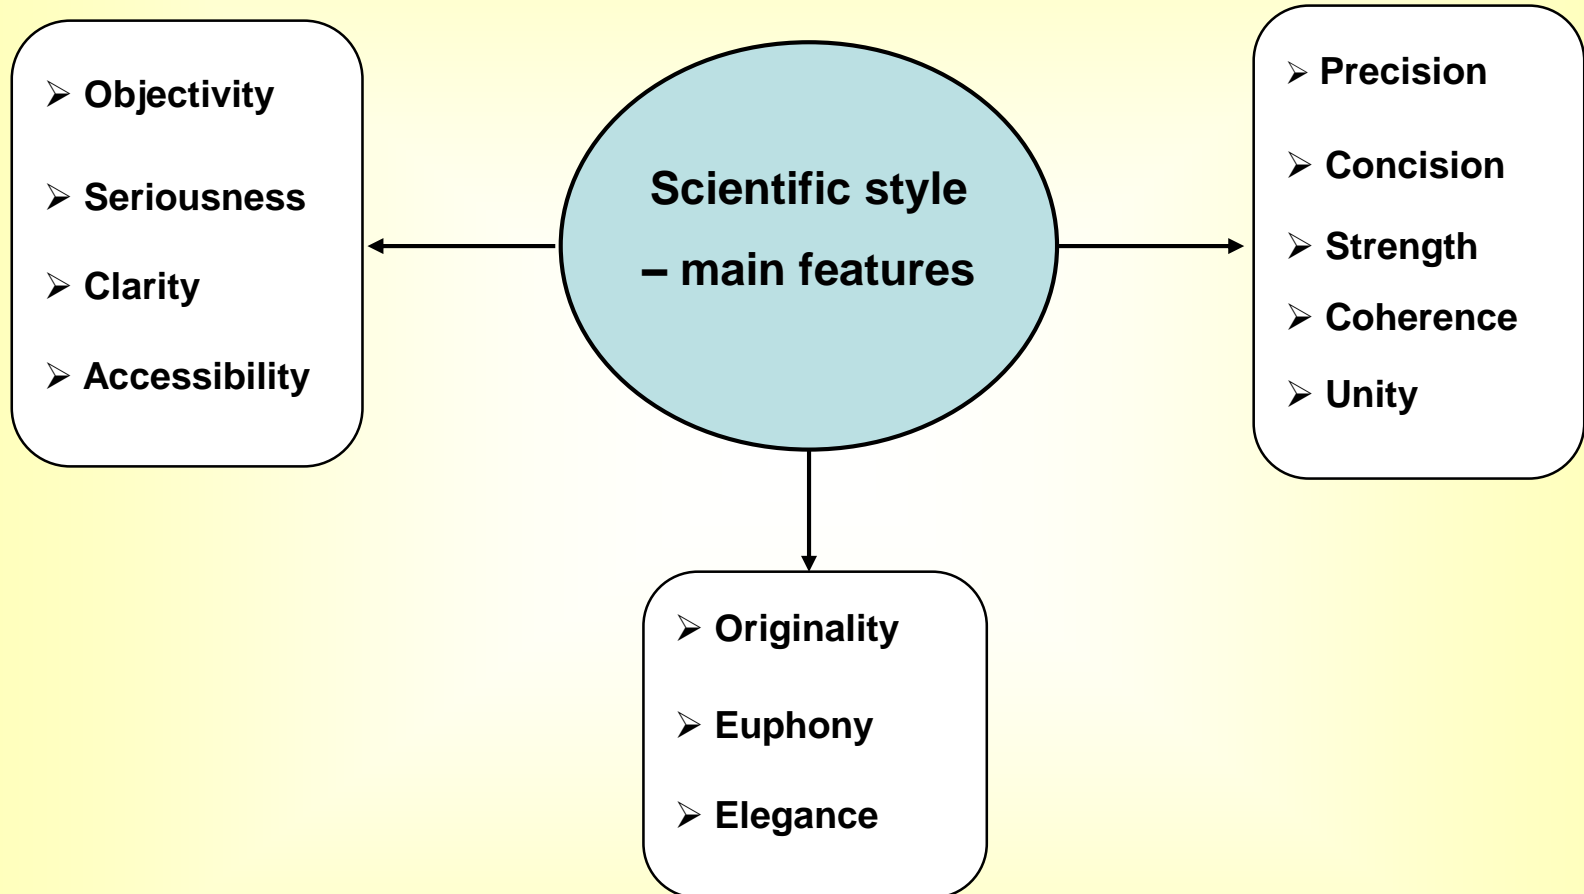 Objectivity
Seriousness
Clarity
Accessibility
Scientific style
– main features
Precision
Concision
Strength
Coherence
Unity
Originality
Euphony
Elegance